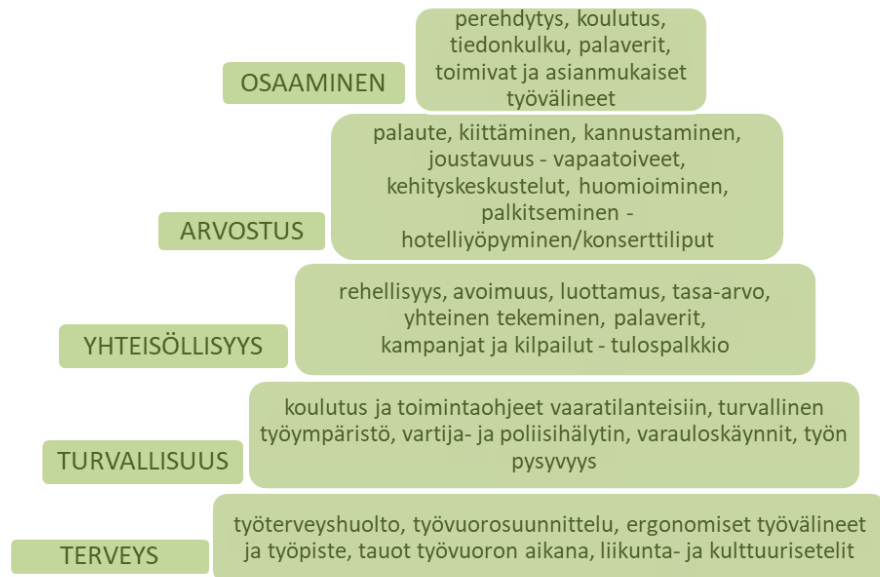 perehdytys, koulutus,
tiedonkulku, palaverit,
toimivat ja asianmukaiset
työvälineet
OSAAMINEN
palaute, kiittäminen, kannustaminen,
joustavuus - vapaatoiveet,
kehityskeskustelut, huomioiminen,
palkitseminen -
hotelliyöpyminen/konserttiliput
ARVOSTUS
rehellisyys, avoimuus, luottamus, tasa-arvo,
yhteinen tekeminen, palaverit,
kampanjat ja kilpailut - tulospalkkio
YHTEISÖLLISYYS
koulutus ja toimintaohjeet vaaratilanteisiin, turvallinen
työympäristö, vartija- ja poliisihälytin, varauloskäynnit, työn
pysyvyys
TURVALLISUUS
työterveyshuolto, työvuorosuunnittelu, ergonomiset työvälineet
ja työpiste, tauot työvuoron aikana, liikunta- ja kulttuurisetelit
TERVEYS